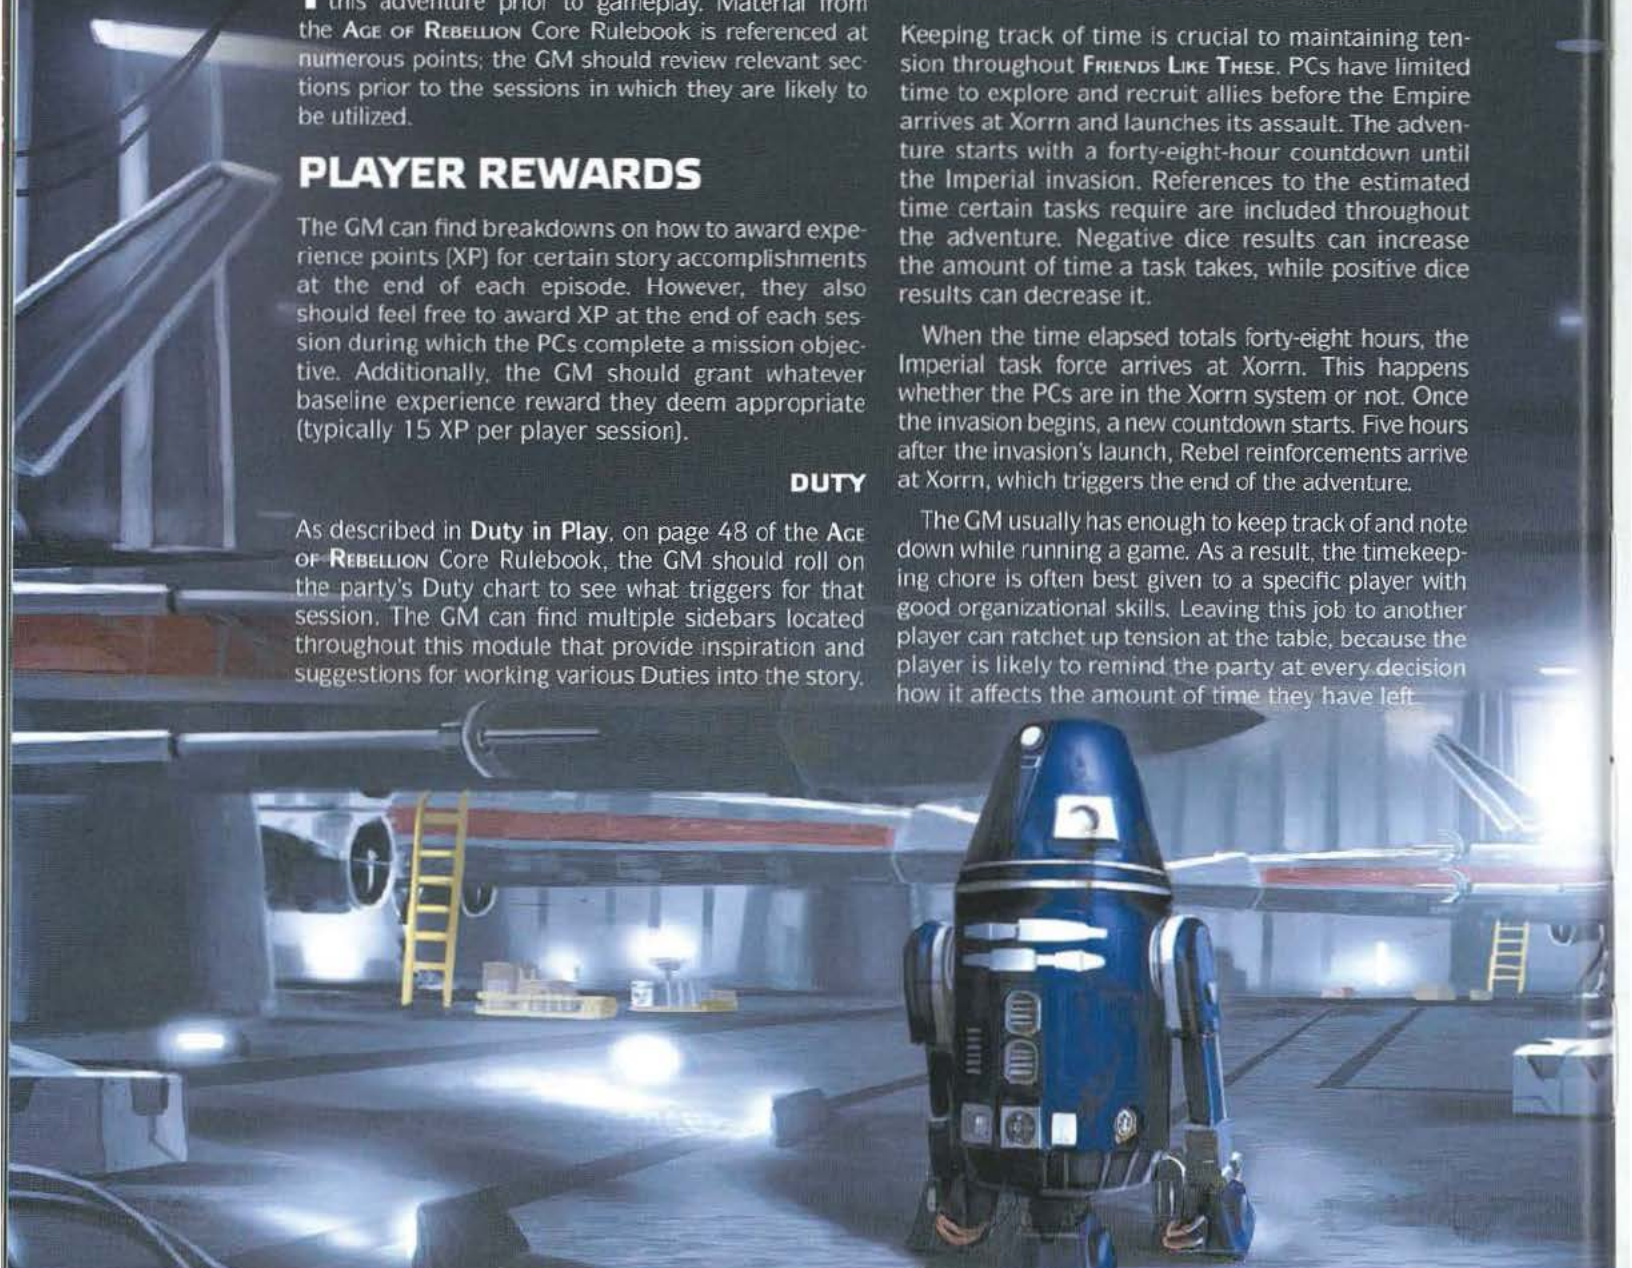 this adventure prior to gameplay. Material from
the AGE OF REBELLION Core Rulebook is referenced at
numerous points; the GM should review relevant sec-
tions prior to the sessions in which they are likely to
be utilized.
PLAYER REWARDS
The GM can find breakdowns on how to award expe-
rience points (XP) for certain story accomplishments
at the end of each episode. However, they also
should feel free to award XP at the end of each ses-
sion during which the PCs complete a mission objec-
tive. Additionally, the GM should grant whatever
baseline experience reward they deem appropriate
(typically 15 XP per player session).
DUTY
As described in Duty in Play, on page 48 of the AGE
OF REBELLION Core Rulebook, the GM should roll on
the party's Duty chart to see what triggers for that
session. The GM can find multiple sidebars located
throughout this module that provide inspiration and
suggestions for working various Duties into the story.
Keeping track of time is crucial to maintaining ten-
sion throughout FRIENDS LIKE THESE. PCs have limited
time to explore and recruit allies before the Empire
arrives at Xorrn and launches its assault. The adven-
ture starts with a forty-eight-hour countdown until
the Imperial invasion. References to the estimated
time certain tasks require are included throughout
the adventure. Negative dice results can increase
the amount of time a task takes, while positive dice
results can decrease it.
When the time elapsed totals forty-eight hours, the
Imperial task force arrives at Xorrn. This happens
whether the PCs are in the Xorrn system or not. Once
the invasion begins, a new countdown starts. Five hours
after the invasion's launch, Rebel reinforcements arrive
at Xorrn, which triggers the end of the adventure.
The GM usually has enough to keep track of and note
down while running a game. As a result, the timekeep-
ing chore is often best given to a specific player with
good organizational skills. Leaving this job to another
player can ratchet up tension at the table, because the
player is likely to remind the party at every decision
how it affects the amount of time they have left.